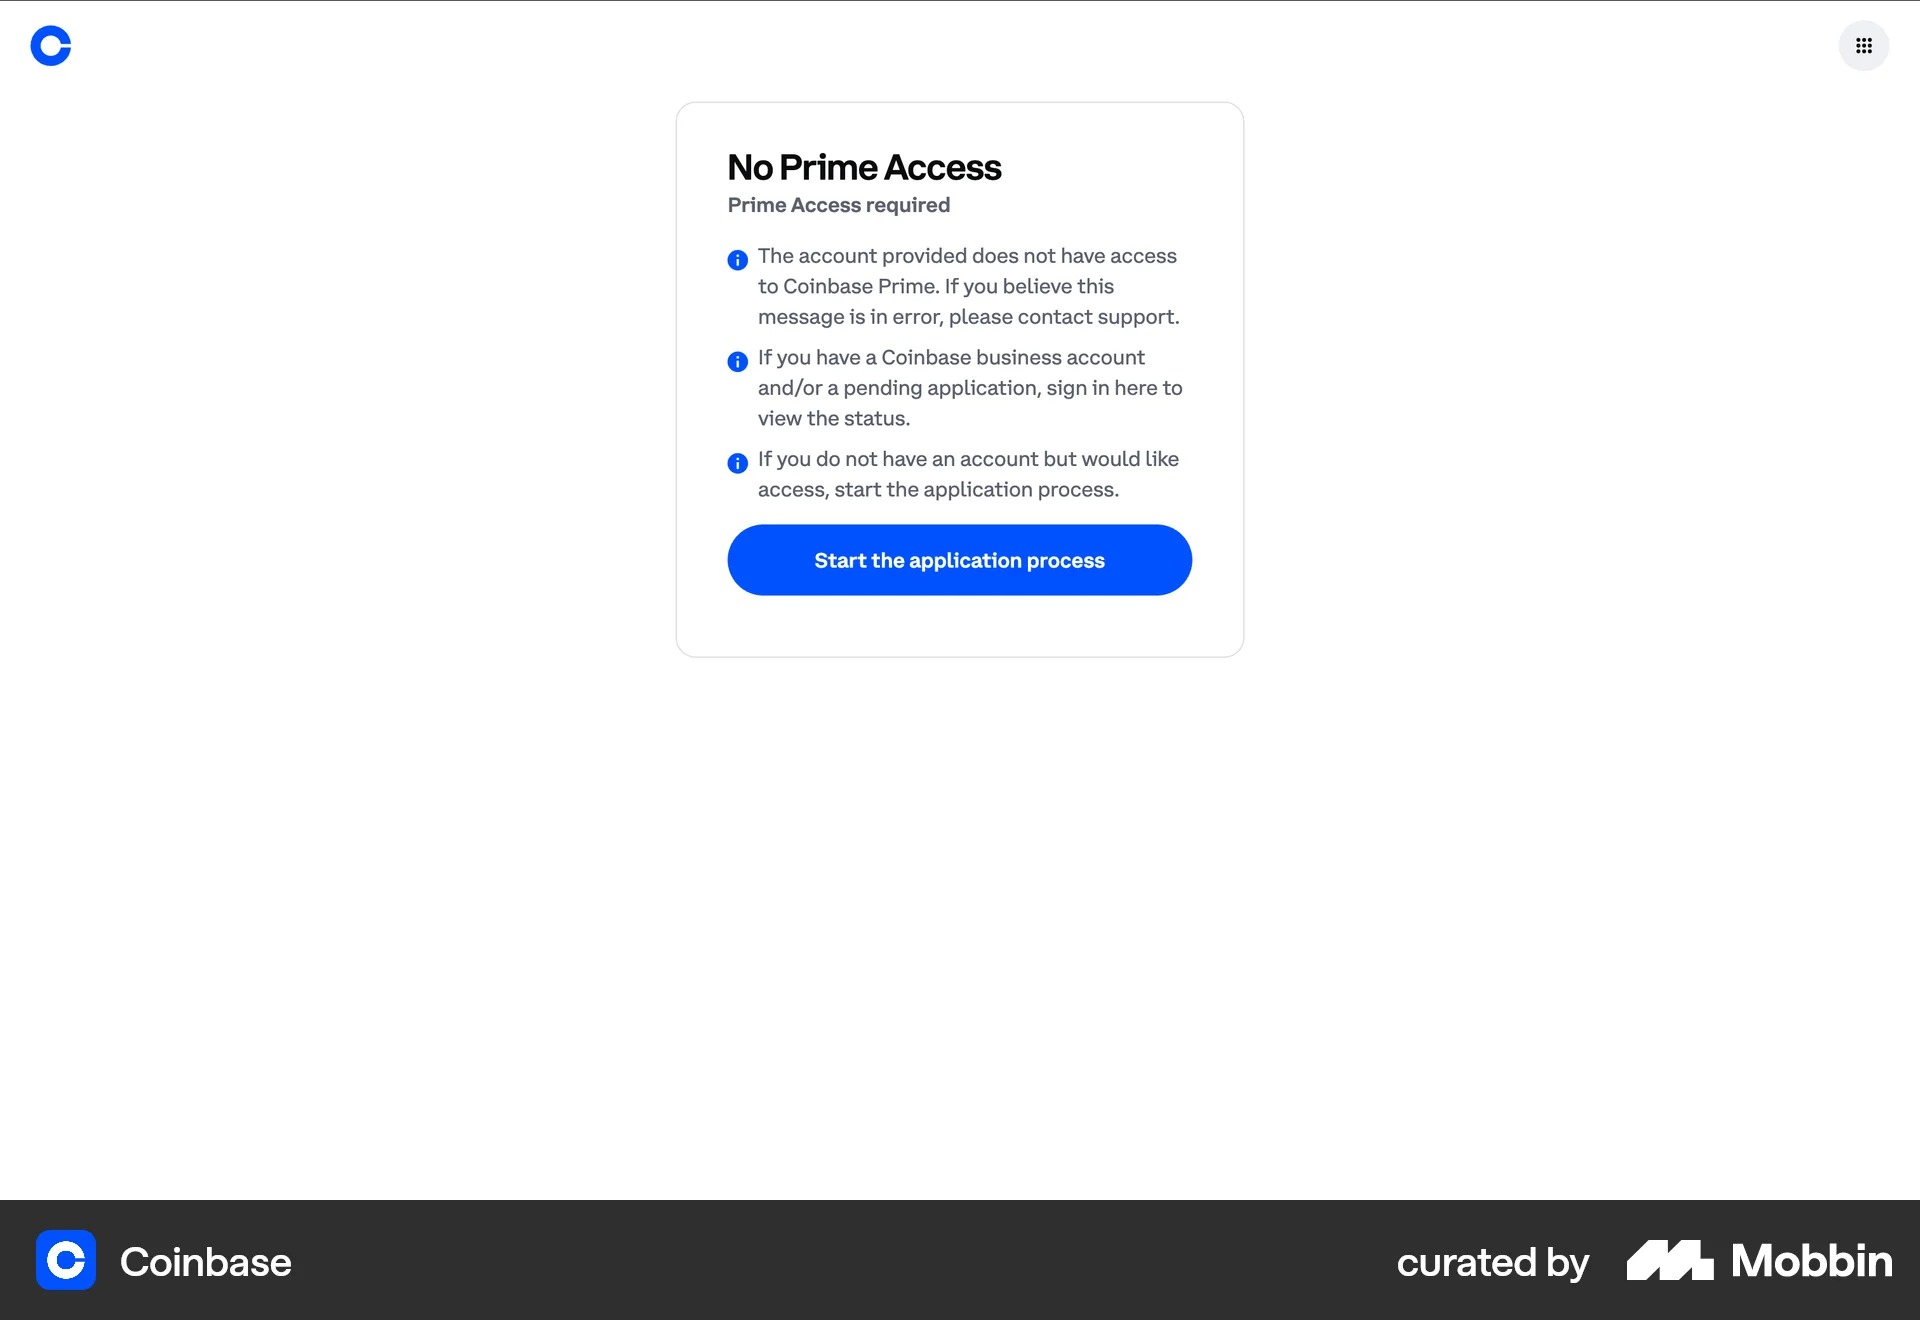 No Prime Access
Prime Access required
The account provided does not have access
to Coinbase Prime. If you believe this
message is in error, please contact support.
If you have a Coinbase business account
and/or a pending application, sign in here to
view the status.
If you do not have an account but would like
access, start the application process.
Start the application process
Coinbase
curated by Mobbin